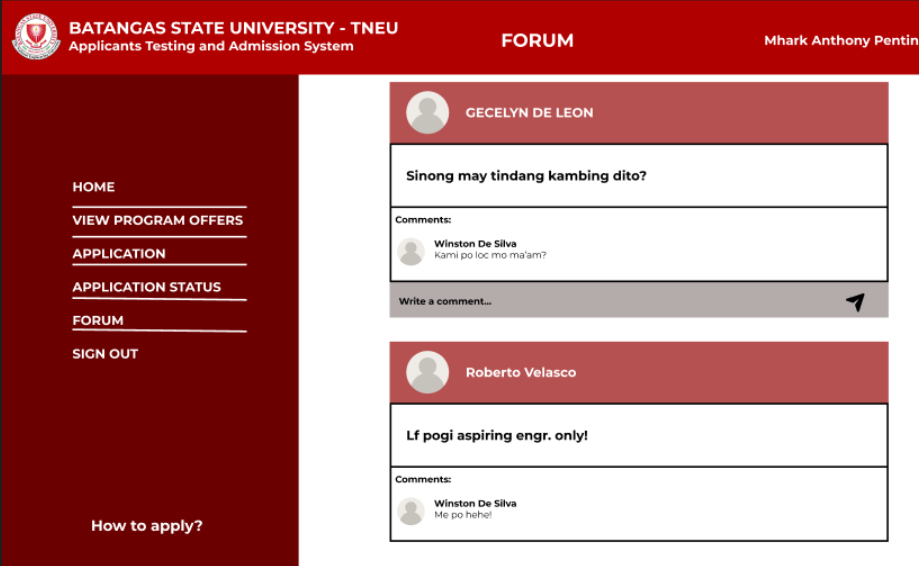 BATANGAS STATE UNIVERSITY - TNEU
Applicants Testing and Admission System
FORUM
Mhark Anthony Pentin
HOME
VIEW PROGRAM OFFERS
APPLICATION
APPLICATION STATUS
FORUM
SIGN OUT
How to apply?
GECELYN DE LEON
Sinong may tindang kambing dito?
Comments:
Winston De Silva
Kami po loc mo ma'am?
Write a comment...
Roberto Velasco
Lf pogi aspiring engr. only!
Comments:
Winston De Silva
Me po hehe!